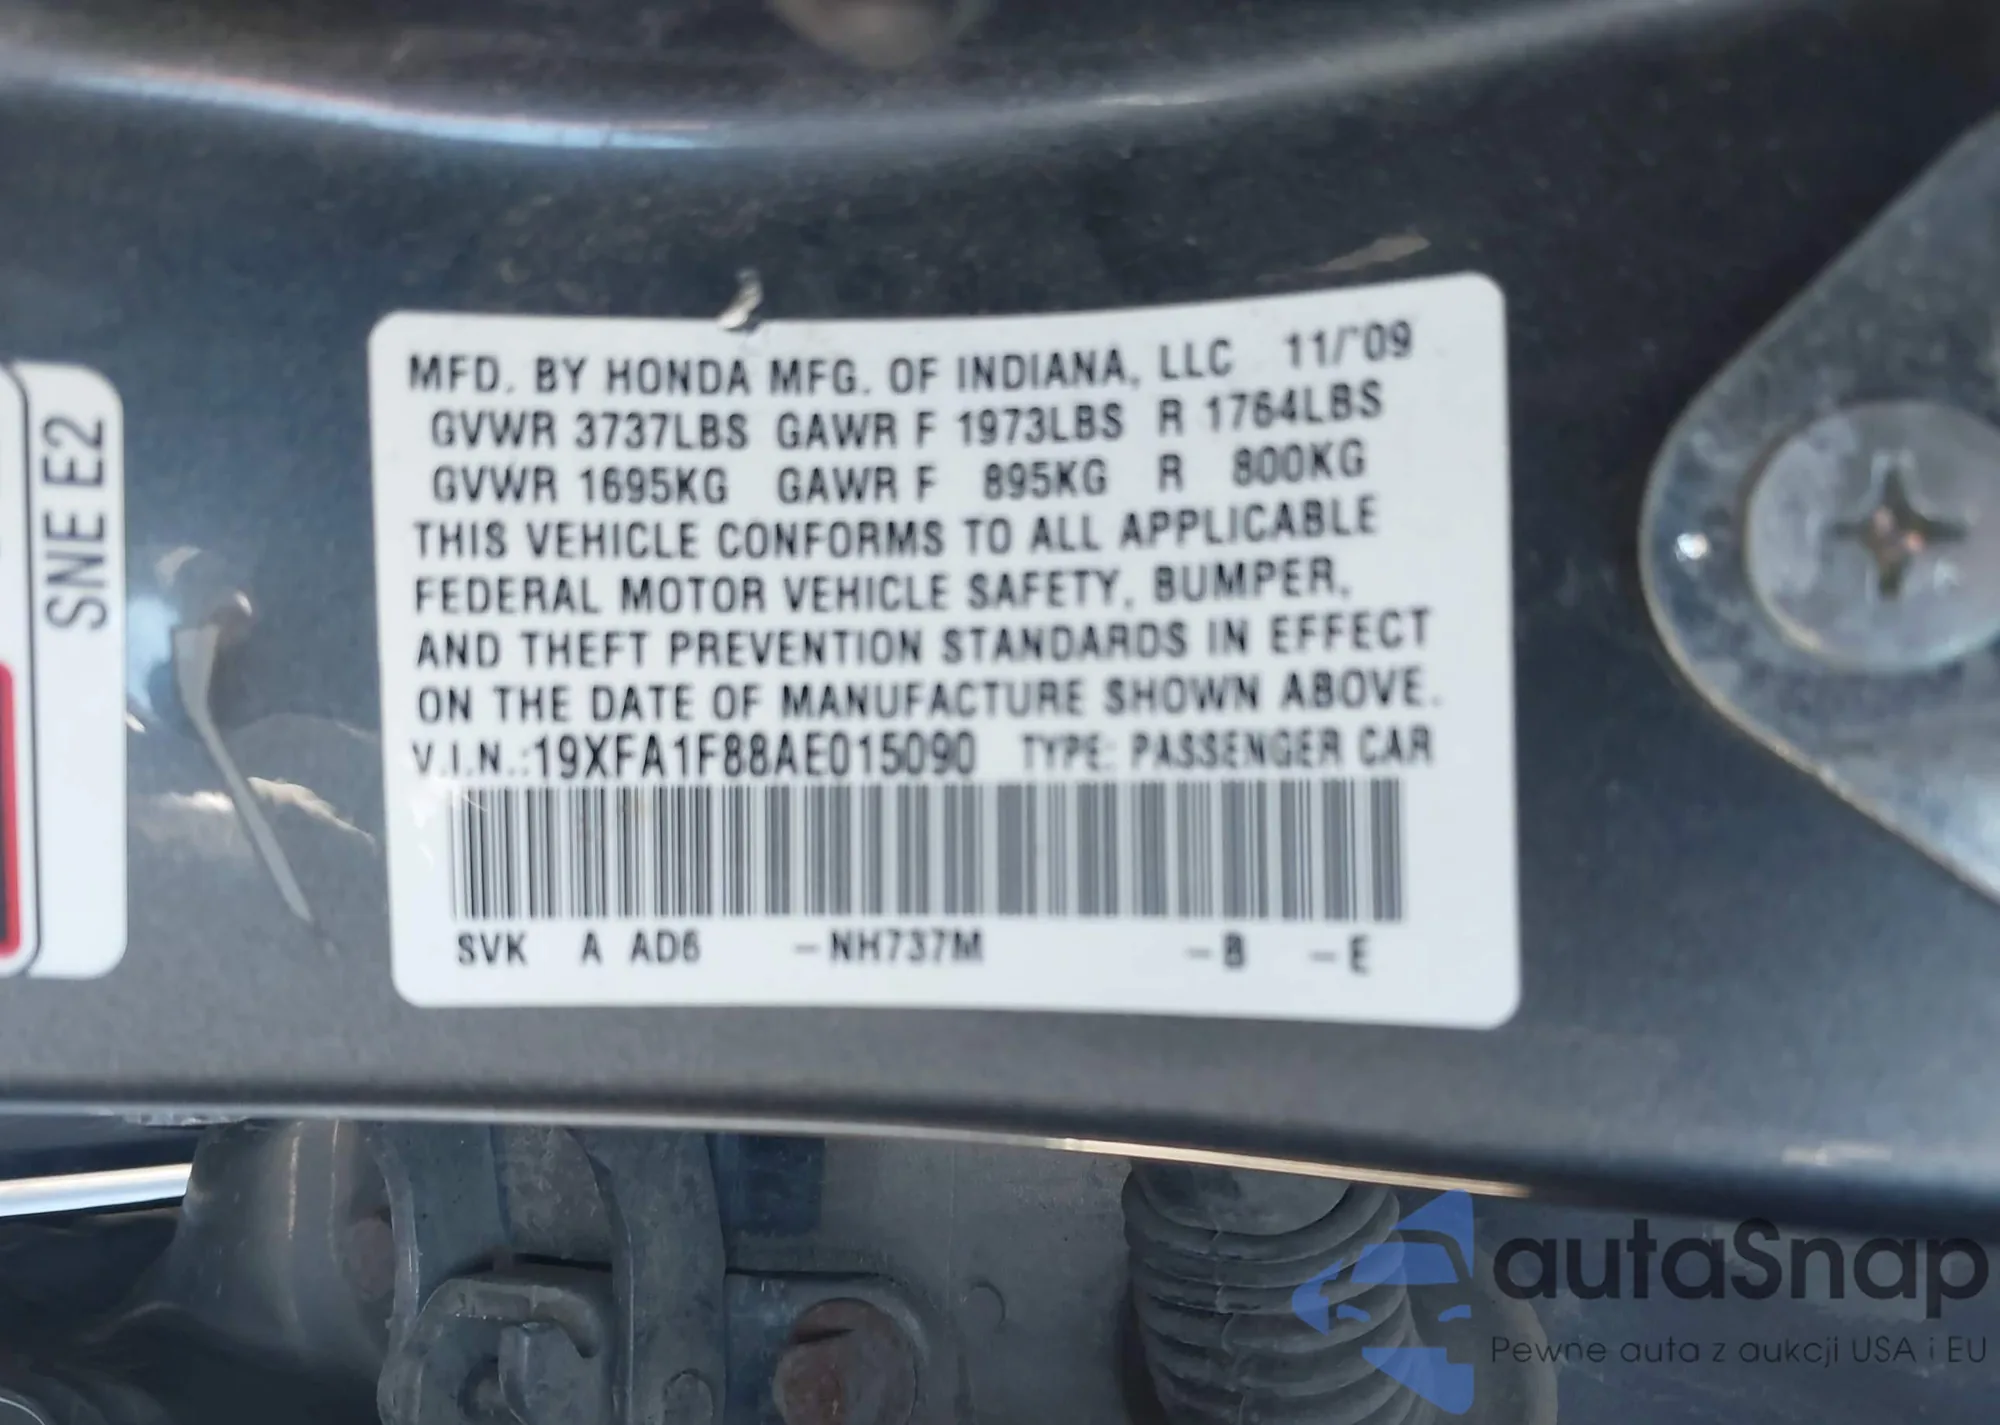 SNE E2
MFD. BY HONDA MFG. OF INDIANA, LLC 11/'09
GVWR 3737LBS GAWR F 1973LBS R 1764LBS
GVWR 1695KG GAWR F 895KG R 800KG
THIS VEHICLE CONFORMS TO ALL APPLICABLE
FEDERAL MOTOR VEHICLE SAFETY, BUMPER,
AND THEFT PREVENTION STANDARDS IN EFFECT
ON THE DATE OF MANUFACTURE SHOWN ABOVE.
V.I.N.:19XFA1F88AE015090 TYPE: PASSENGER CAR
SVK A AD6 -NH737M -B -E
autaSnap
Pewne auta z aukcji USA i EU